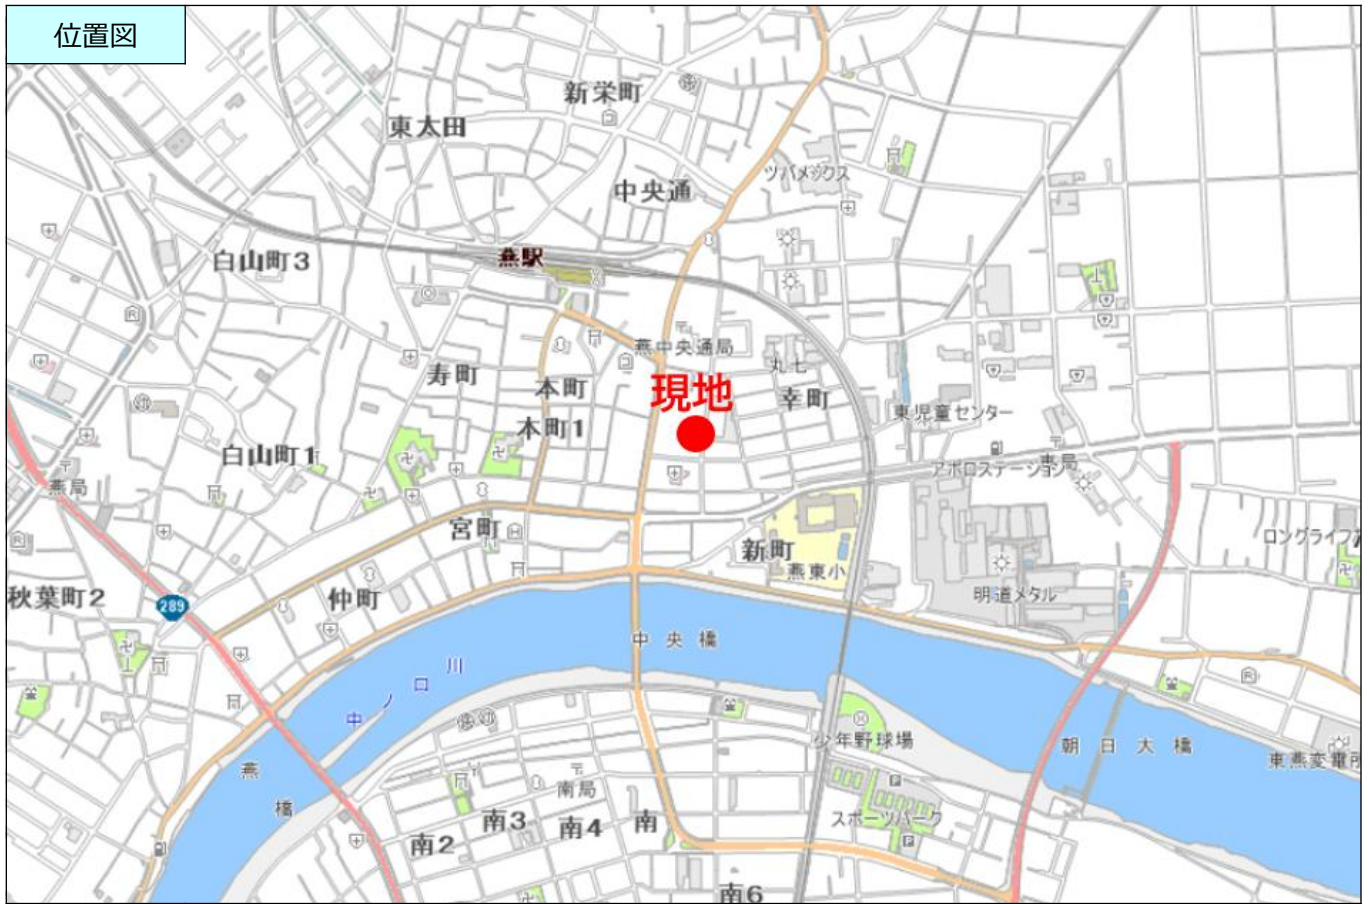 位置図
新栄町
東太田
ツバメックス
中央通
燕駅
白山町3
燕中央通局
丸七
寿町
本町
現地
幸町
東児童センター
本町1
白山町1
アポロステーション
東局
燕局
宮町
新町
ロングライフ
燕東小
秋葉町2
289
仲町
明道メタル
中央橋
中ノ口川
少年野球場
朝日大橋
燕橋
東燕変電所
南局
スポーツパーク
南3
南4
南
南2
南6